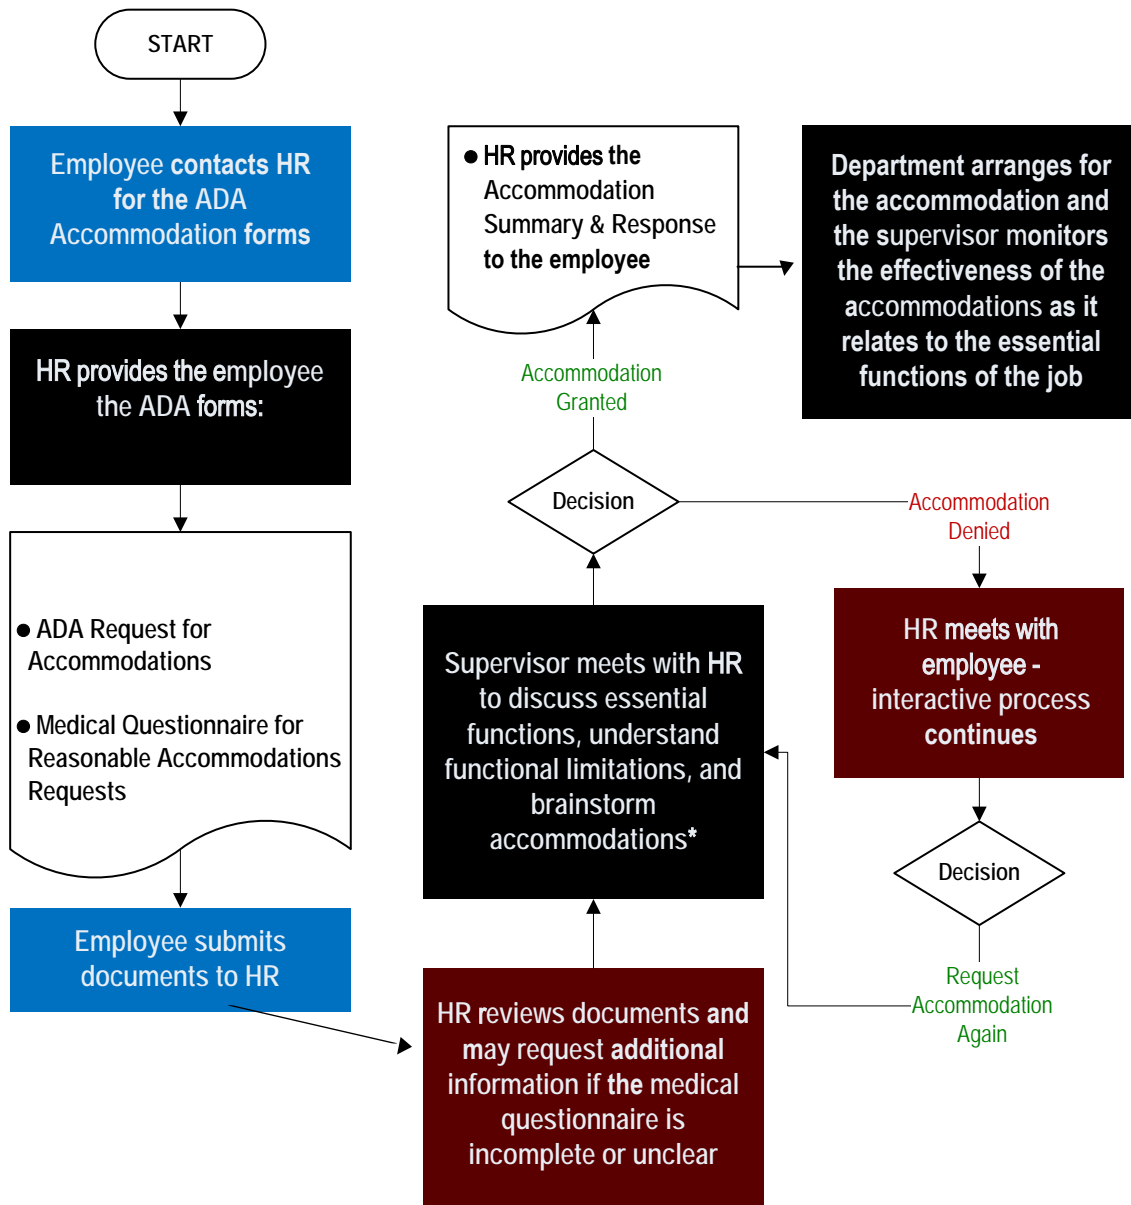 START
Employee contacts HR
for the ADA
Accommodation forms
HR provides the employee
the ADA forms:
● ADA Request for
Accommodations
● Medical Questionnaire for
Reasonable Accommodations
Requests
Employee submits
documents to HR
HR reviews documents and
may request additional
information if the medical
questionnaire is
incomplete or unclear
Supervisor meets with HR
to discuss essential
functions, understand
functional limitations, and
brainstorm
accommodations*
Decision
Accommodation
Granted
● HR provides the
Accommodation
Summary & Response
to the employee
Department arranges for
the accommodation and
the supervisor monitors
the effectiveness of the
accommodations as it
relates to the essential
functions of the job
Accommodation
Denied
HR meets with
employee -
interactive process
continues
Decision
Request
Accommodation
Again